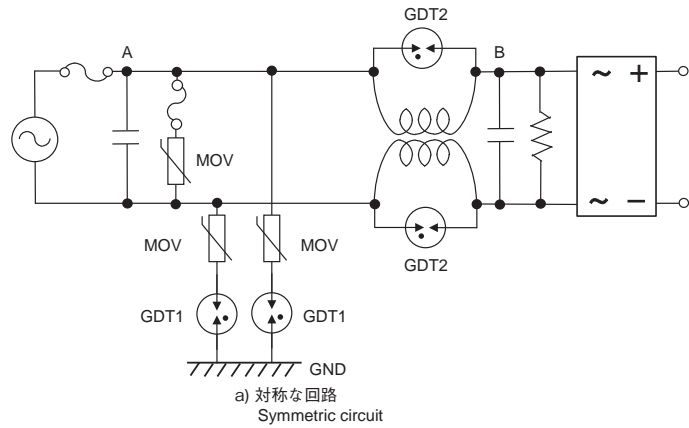 GDT2
A
B
~ +
MOV
~ −
MOV
MOV
GDT2
GDT1
GDT1
GND
a) 対称な回路
Symmetric circuit